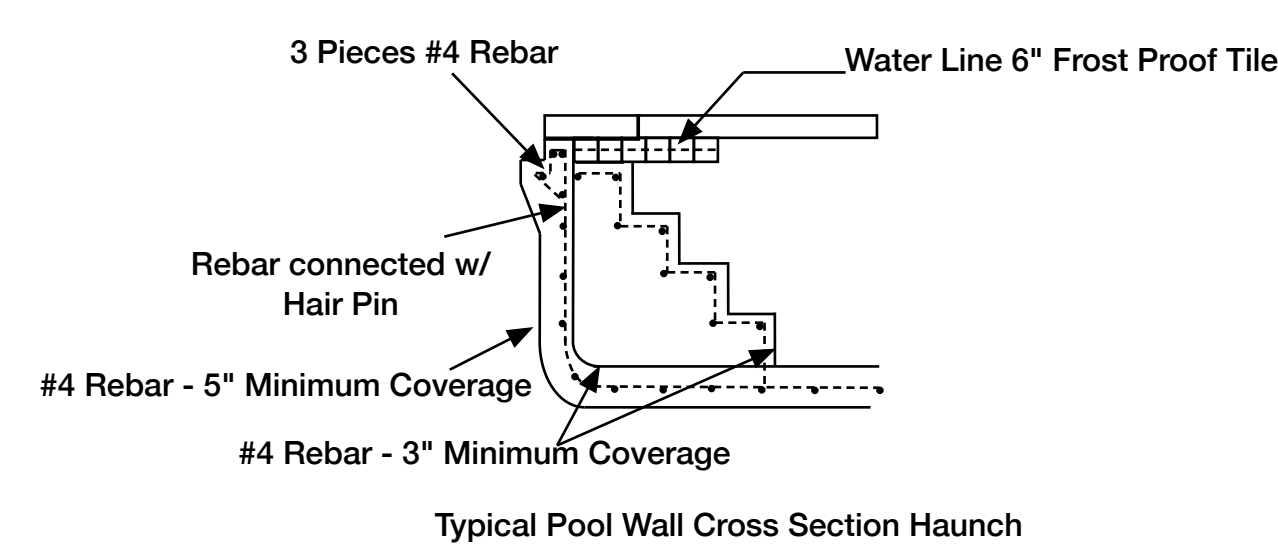 3 Pieces #4 Rebar
Water Line 6" Frost Proof Tile
Rebar connected w/
Hair Pin
#4 Rebar - 5" Minimum Coverage
#4 Rebar - 3" Minimum Coverage
Typical Pool Wall Cross Section Haunch